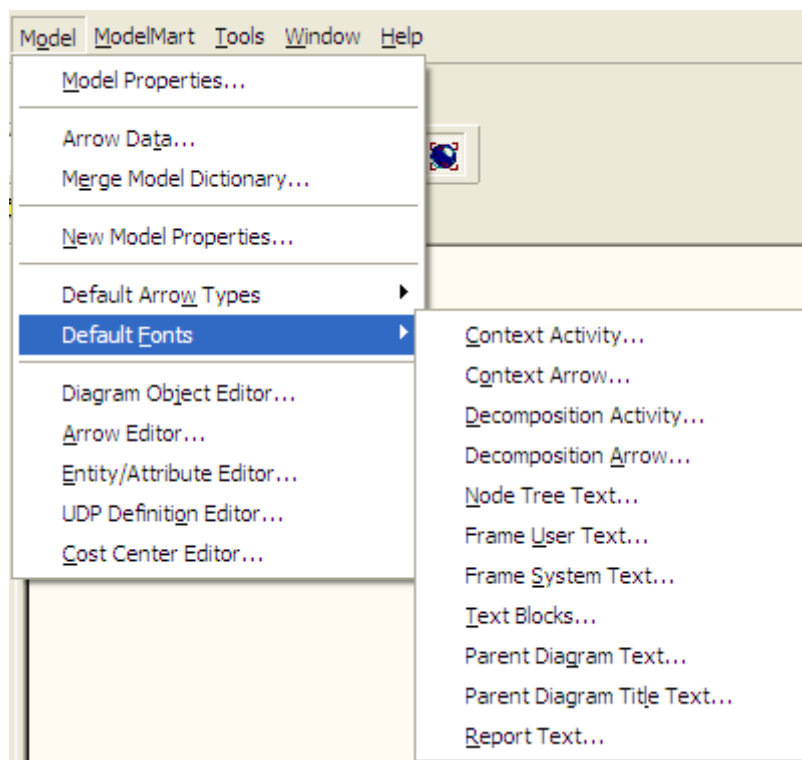 Model ModelMart Tools Window Help
Model Properties...
Arrow Data...
Merge Model Dictionary...
New Model Properties...
Default Arrow Types
Default Fonts
Diagram Object Editor...
Arrow Editor...
Entity/Attribute Editor...
UDP Definition Editor...
Cost Center Editor...
Context Activity...
Context Arrow...
Decomposition Activity...
Decomposition Arrow...
Node Tree Text...
Frame User Text...
Frame System Text...
Text Blocks...
Parent Diagram Text...
Parent Diagram Title Text...
Report Text...